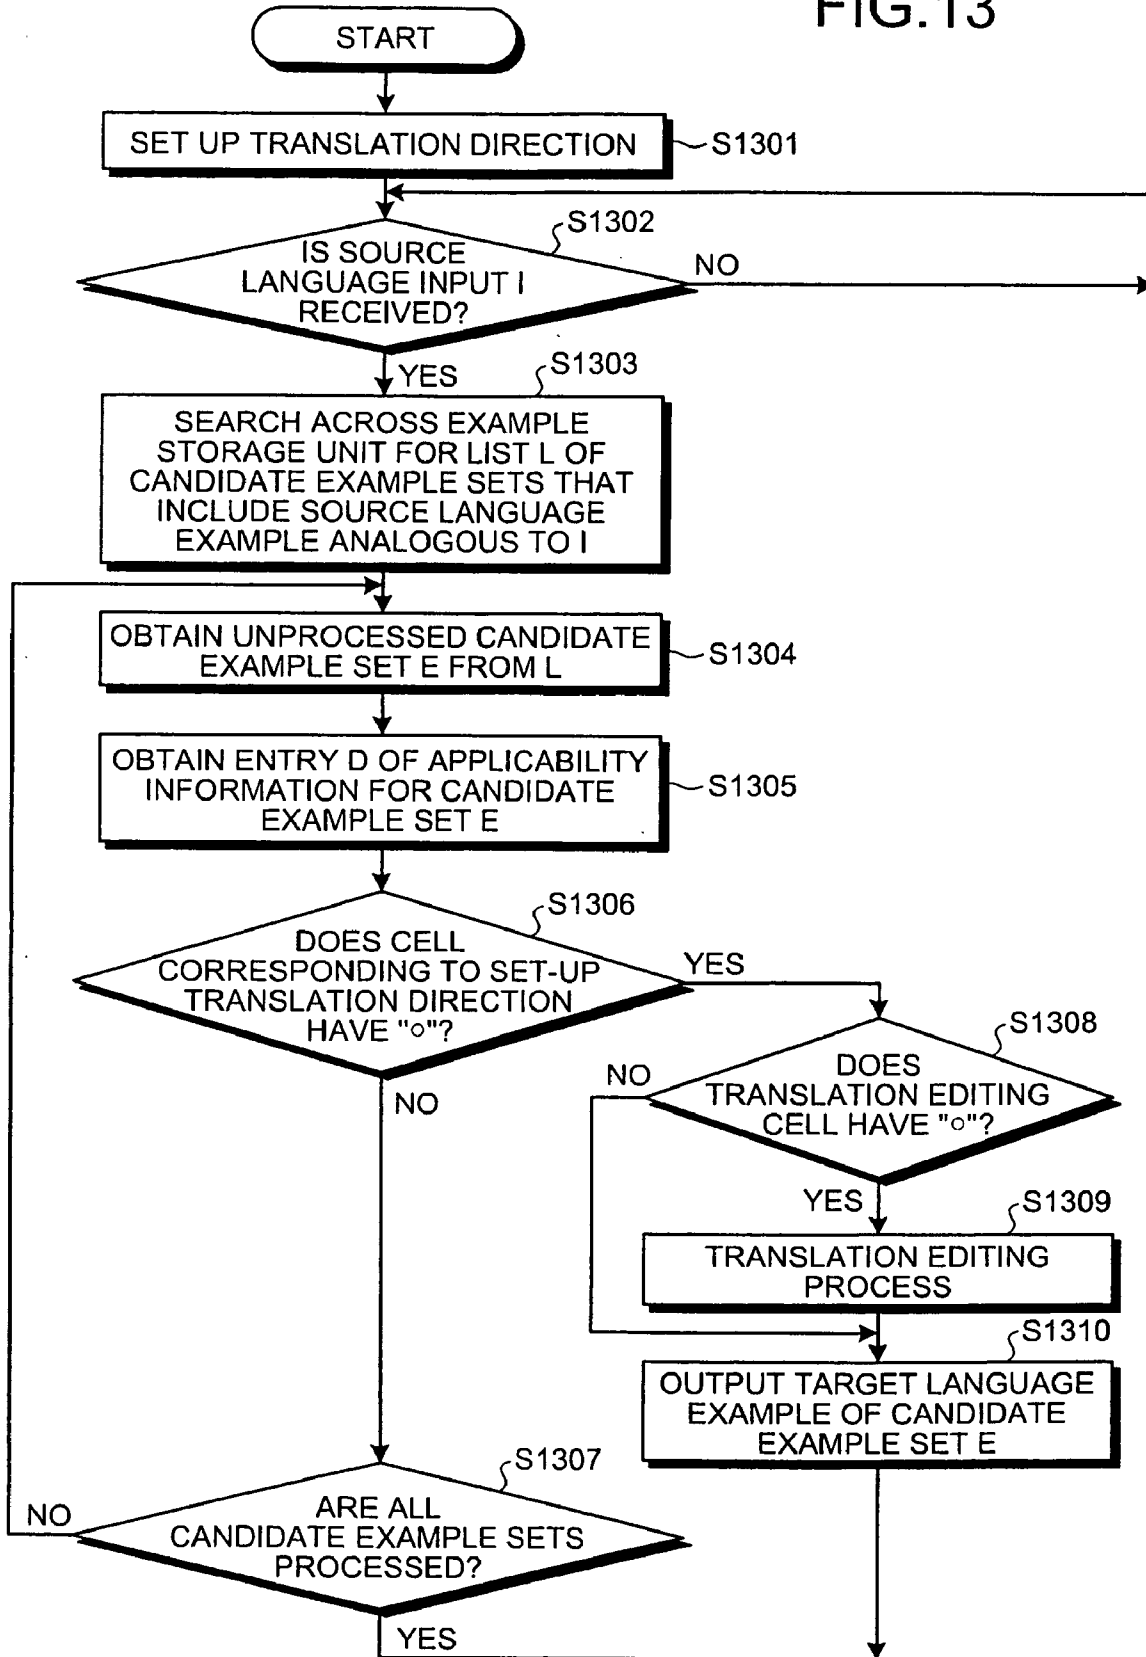 FIG.13
START
SET UP TRANSLATION DIRECTION
S1301
S1302
IS SOURCE
LANGUAGE INPUT I
RECEIVED?
NO
YES
S1303
SEARCH ACROSS EXAMPLE
STORAGE UNIT FOR LIST L OF
CANDIDATE EXAMPLE SETS THAT
INCLUDE SOURCE LANGUAGE
EXAMPLE ANALOGOUS TO I
OBTAIN UNPROCESSED CANDIDATE
EXAMPLE SET E FROM L
S1304
OBTAIN ENTRY D OF APPLICABILITY
INFORMATION FOR CANDIDATE
EXAMPLE SET E
S1305
S1306
DOES CELL
CORRESPONDING TO SET-UP
TRANSLATION DIRECTION
HAVE "○"?
YES
NO
S1308
DOES
TRANSLATION EDITING
CELL HAVE "○"?
NO
YES
S1309
TRANSLATION EDITING
PROCESS
S1310
OUTPUT TARGET LANGUAGE
EXAMPLE OF CANDIDATE
EXAMPLE SET E
S1307
ARE ALL
CANDIDATE EXAMPLE SETS
PROCESSED?
NO
YES